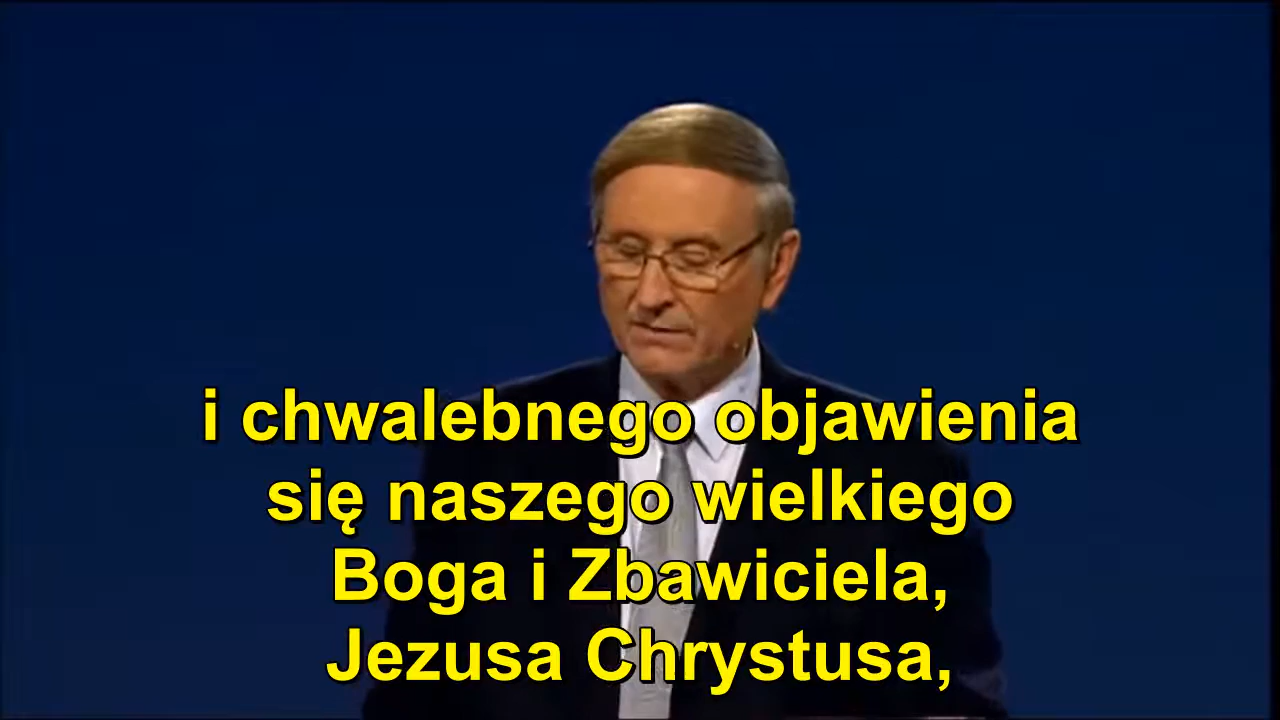 i chwalebnego objawienia
się naszego wielkiego
Boga i Zbawiciela,
Jezusa Chrystusa,